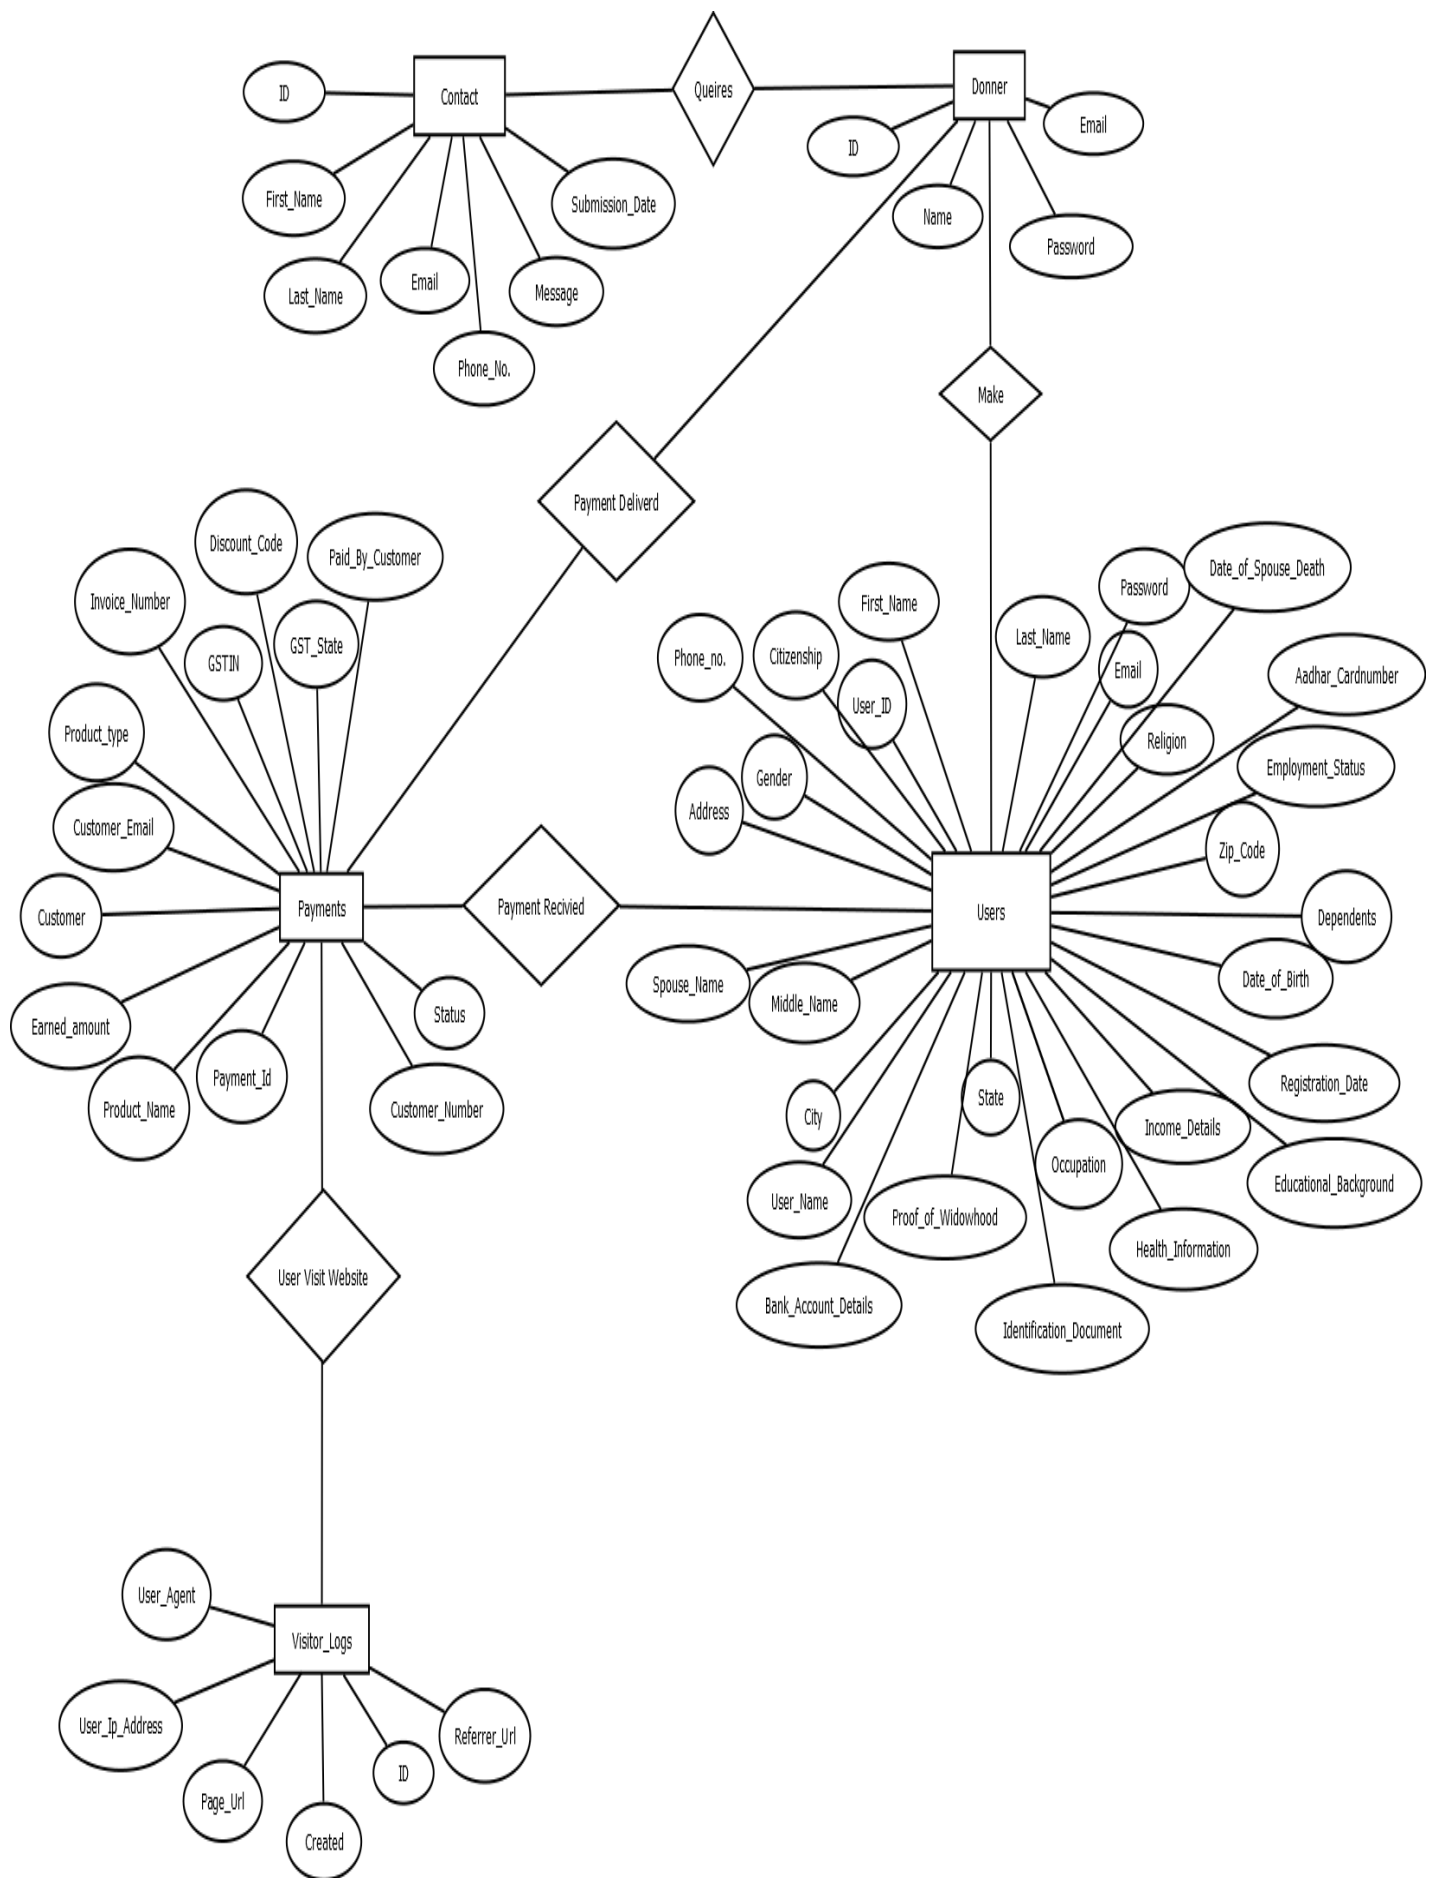 Queires
Donner
ID
Contact
Email
ID
First_Name
Submission_Date
Name
Password
Last_Name
Email
Message
Phone_No.
Make
Payment Deliverd
Discount_Code
Paid_By_Customer
Invoice_Number
GSTIN
GST_State
Product_type
Customer_Email
Customer
Payments
Earned_amount
Product_Name
Payment_Id
Customer_Number
Status
Payment Recivied
First_Name
Last_Name
Password
Date_of_Spouse_Death
Phone_no.
Citizenship
User_ID
Email
Aadhar_Cardnumber
Religion
Employment_Status
Gender
Address
Zip_Code
Users
Dependents
Spouse_Name
Middle_Name
Date_of_Birth
Registration_Date
City
State
Income_Details
Occupation
Educational_Background
User_Name
Proof_of_Widowhood
Health_Information
Bank_Account_Details
Identification_Document
User Visit Website
User_Agent
Visitor_Logs
User_Ip_Address
Referrer_Url
Page_Url
ID
Created